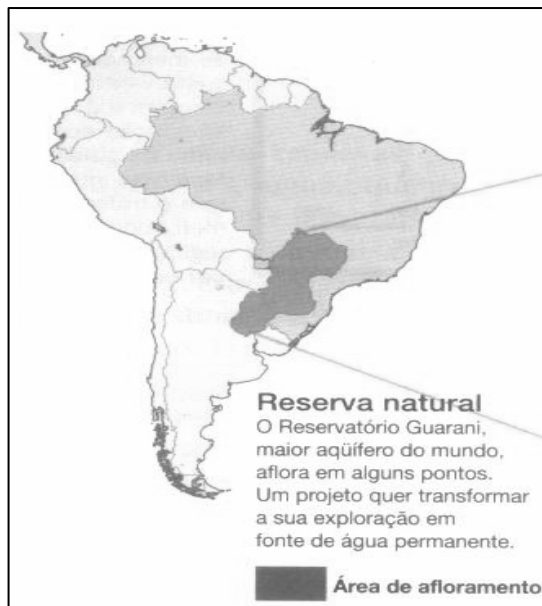 Reserva natural
O Reservatório Guarani,
maior aqüífero do mundo,
aflora em alguns pontos.
Um projeto quer transformar
a sua exploração em
fonte de água permanente.
Área de afloramento